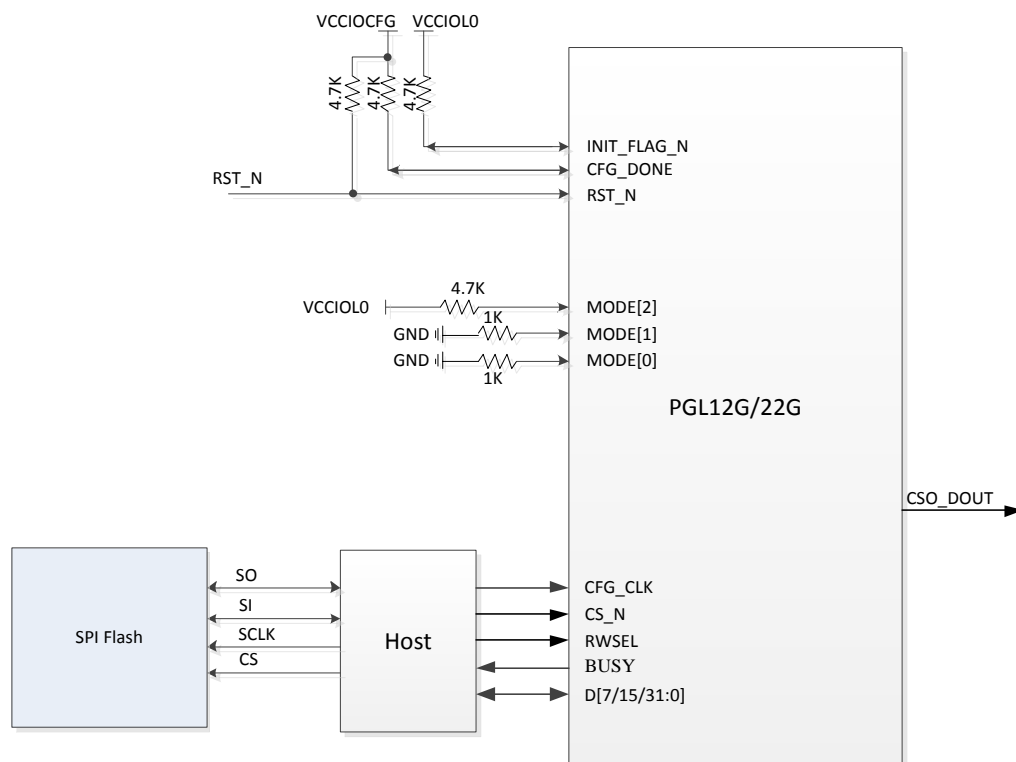 VCCIOCFG VCCIOL0
4.7K
4.7K
4.7K
INIT_FLAG_N
CFG_DONE
RST_N
RST_N
4.7K
VCCIOL0
MODE[2]
1K
GND
MODE[1]
GND
MODE[0]
1K
PGL12G/22G
CSO_DOUT
SPI Flash
SO
SI
SCLK
CS
Host
CFG_CLK
CS_N
RWSEL
BUSY
D[7/15/31:0]